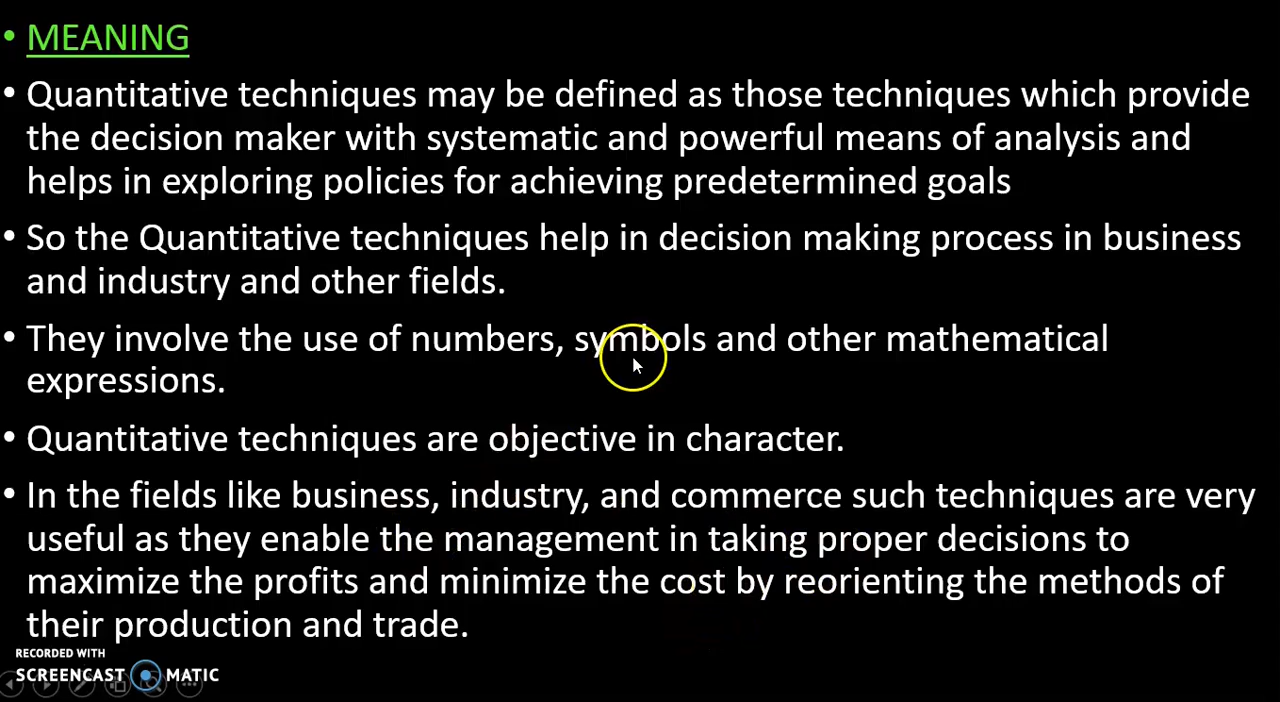 • MEANING
• Quantitative techniques may be defined as those techniques which provide
the decision maker with systematic and powerful means of analysis and
helps in exploring policies for achieving predetermined goals
• So the Quantitative techniques help in decision making process in business
and industry and other fields.
• They involve the use of numbers, symbols and other mathematical
expressions.
• Quantitative techniques are objective in character.
• In the fields like business, industry, and commerce such techniques are very
useful as they enable the management in taking proper decisions to
maximize the profits and minimize the cost by reorienting the methods of
their production and trade.
RECORDED WITH
SCREENCAST MATIC